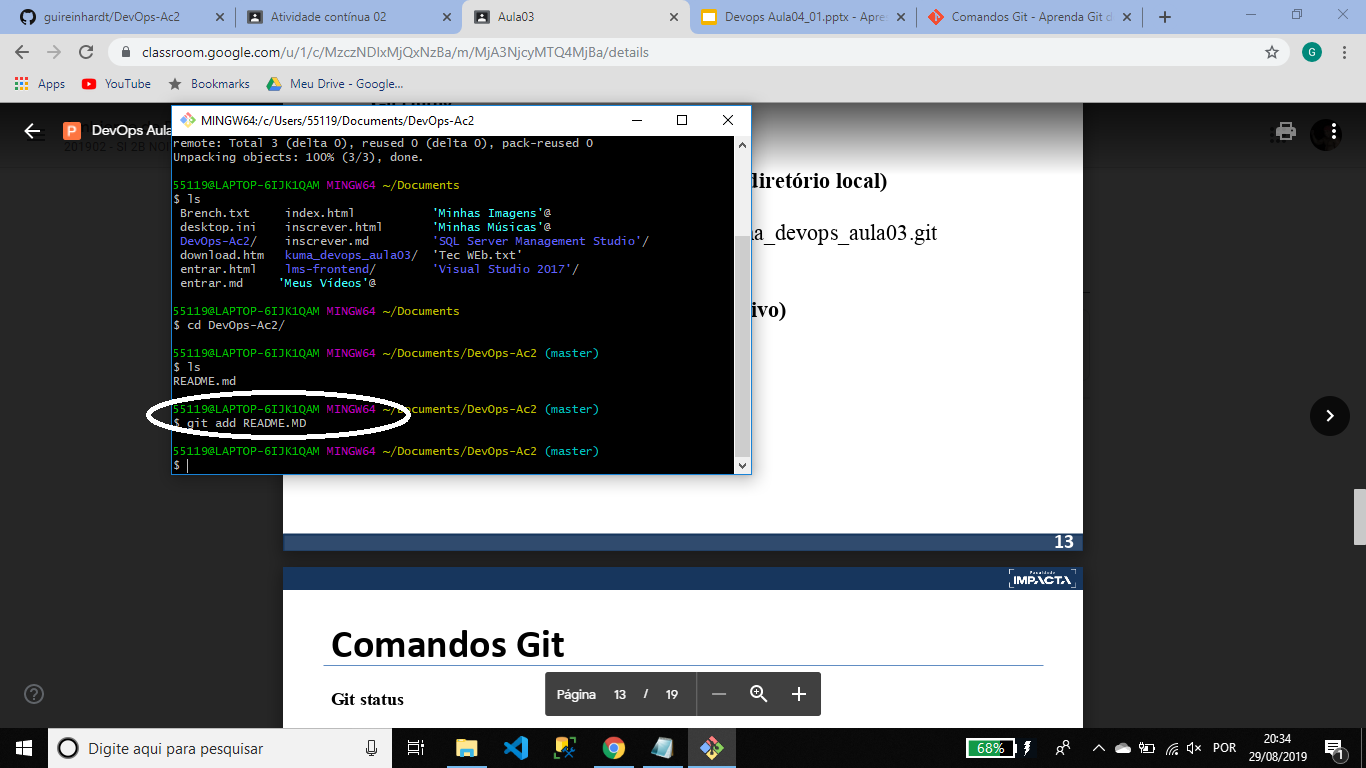 guireinhardt/DevOps-Ac2
Atividade contínua 02
Aula03
Devops Aula04_01.pptx - Apre
Comandos Git - Aprenda Git d
classroom.google.com/u/1/c/MzczNDIxMjQxNzBa/m/MjA3NjcyMTQ4MjBa/details
G
Apps
YouTube
Bookmarks
Meu Drive - Google...
P
DevOps Aula
MINGW64:/c/Users/55119/Documents/DevOps-Ac2
remote: Total 3 (delta 0), reused 0 (delta 0), pack-reused 0
Unpacking objects: 100% (3/3), done.
55119@LAPTOP-6IJK1QAM MINGW64 ~/Documents
$ ls
Brench.txt index.html 'Minhas Imagens'@
desktop.ini inscrever.html 'Minhas Músicas'@
DevOps-Ac2/ inscrever.md 'SQL Server Management Studio'/
download.htm kuma_devops_aula03/ 'Tec WEb.txt'
entrar.html lms-frontend/ 'Visual Studio 2017'/
entrar.md 'Meus Vídeos'@
55119@LAPTOP-6IJK1QAM MINGW64 ~/Documents
$ cd DevOps-Ac2/
55119@LAPTOP-6IJK1QAM MINGW64 ~/Documents/DevOps-Ac2 (master)
$ ls
README.md
55119@LAPTOP-6IJK1QAM MINGW64 ~/Documents/DevOps-Ac2 (master)
$ git add README.MD
55119@LAPTOP-6IJK1QAM MINGW64 ~/Documents/DevOps-Ac2 (master)
$
diretório local)
na_devops_aula03.git
ivo)
13
Faculdade
IMPACTA
Comandos Git
Git status
Página 13 / 19
Digite aqui para pesquisar
68%
POR
20:34
29/08/2019
1